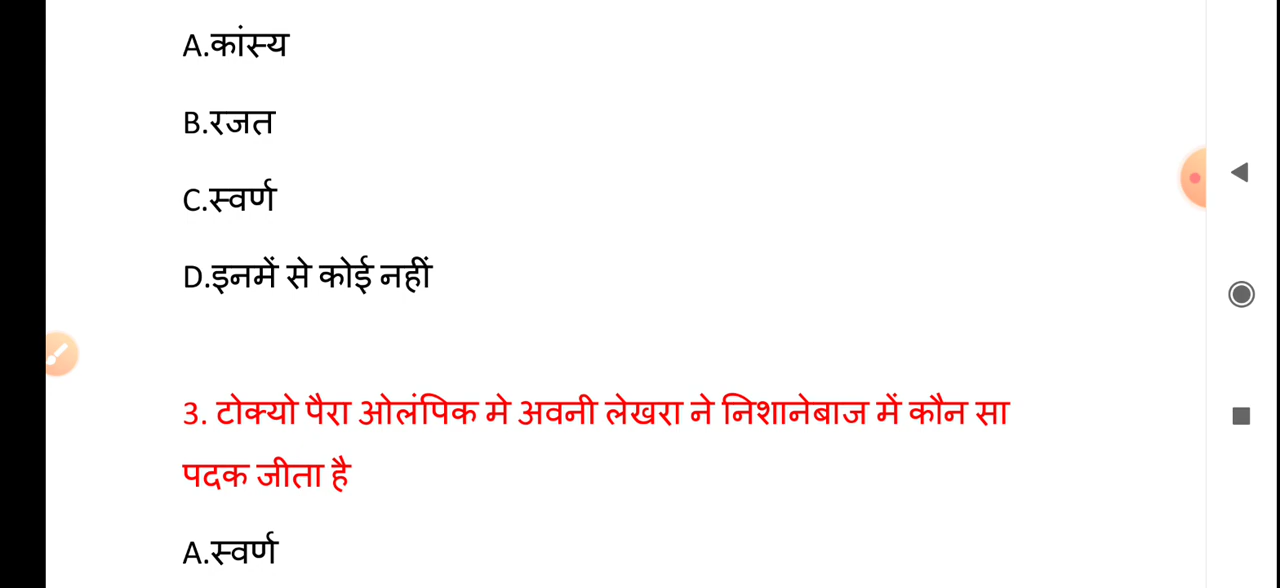 A.कांस्य
B.रजत
C.स्वर्ण
D.इनमें से कोई नहीं
3. टोक्यो पैरा ओलंपिक मे अवनी लेखरा ने निशानेबाज में कौन सा
पदक जीता है
A.स्वर्ण